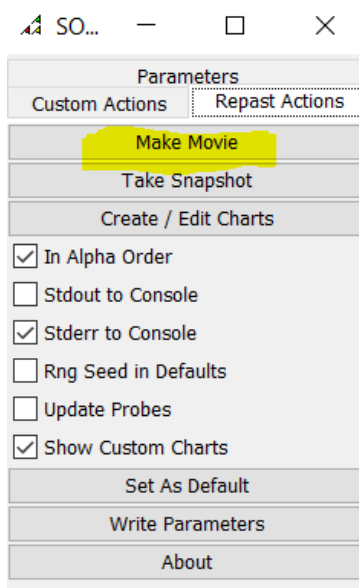 SO...
Parameters
Custom Actions Repast Actions
Make Movie
Take Snapshot
Create / Edit Charts
In Alpha Order
Stdout to Console
Stderr to Console
Rng Seed in Defaults
Update Probes
Show Custom Charts
Set As Default
Write Parameters
About